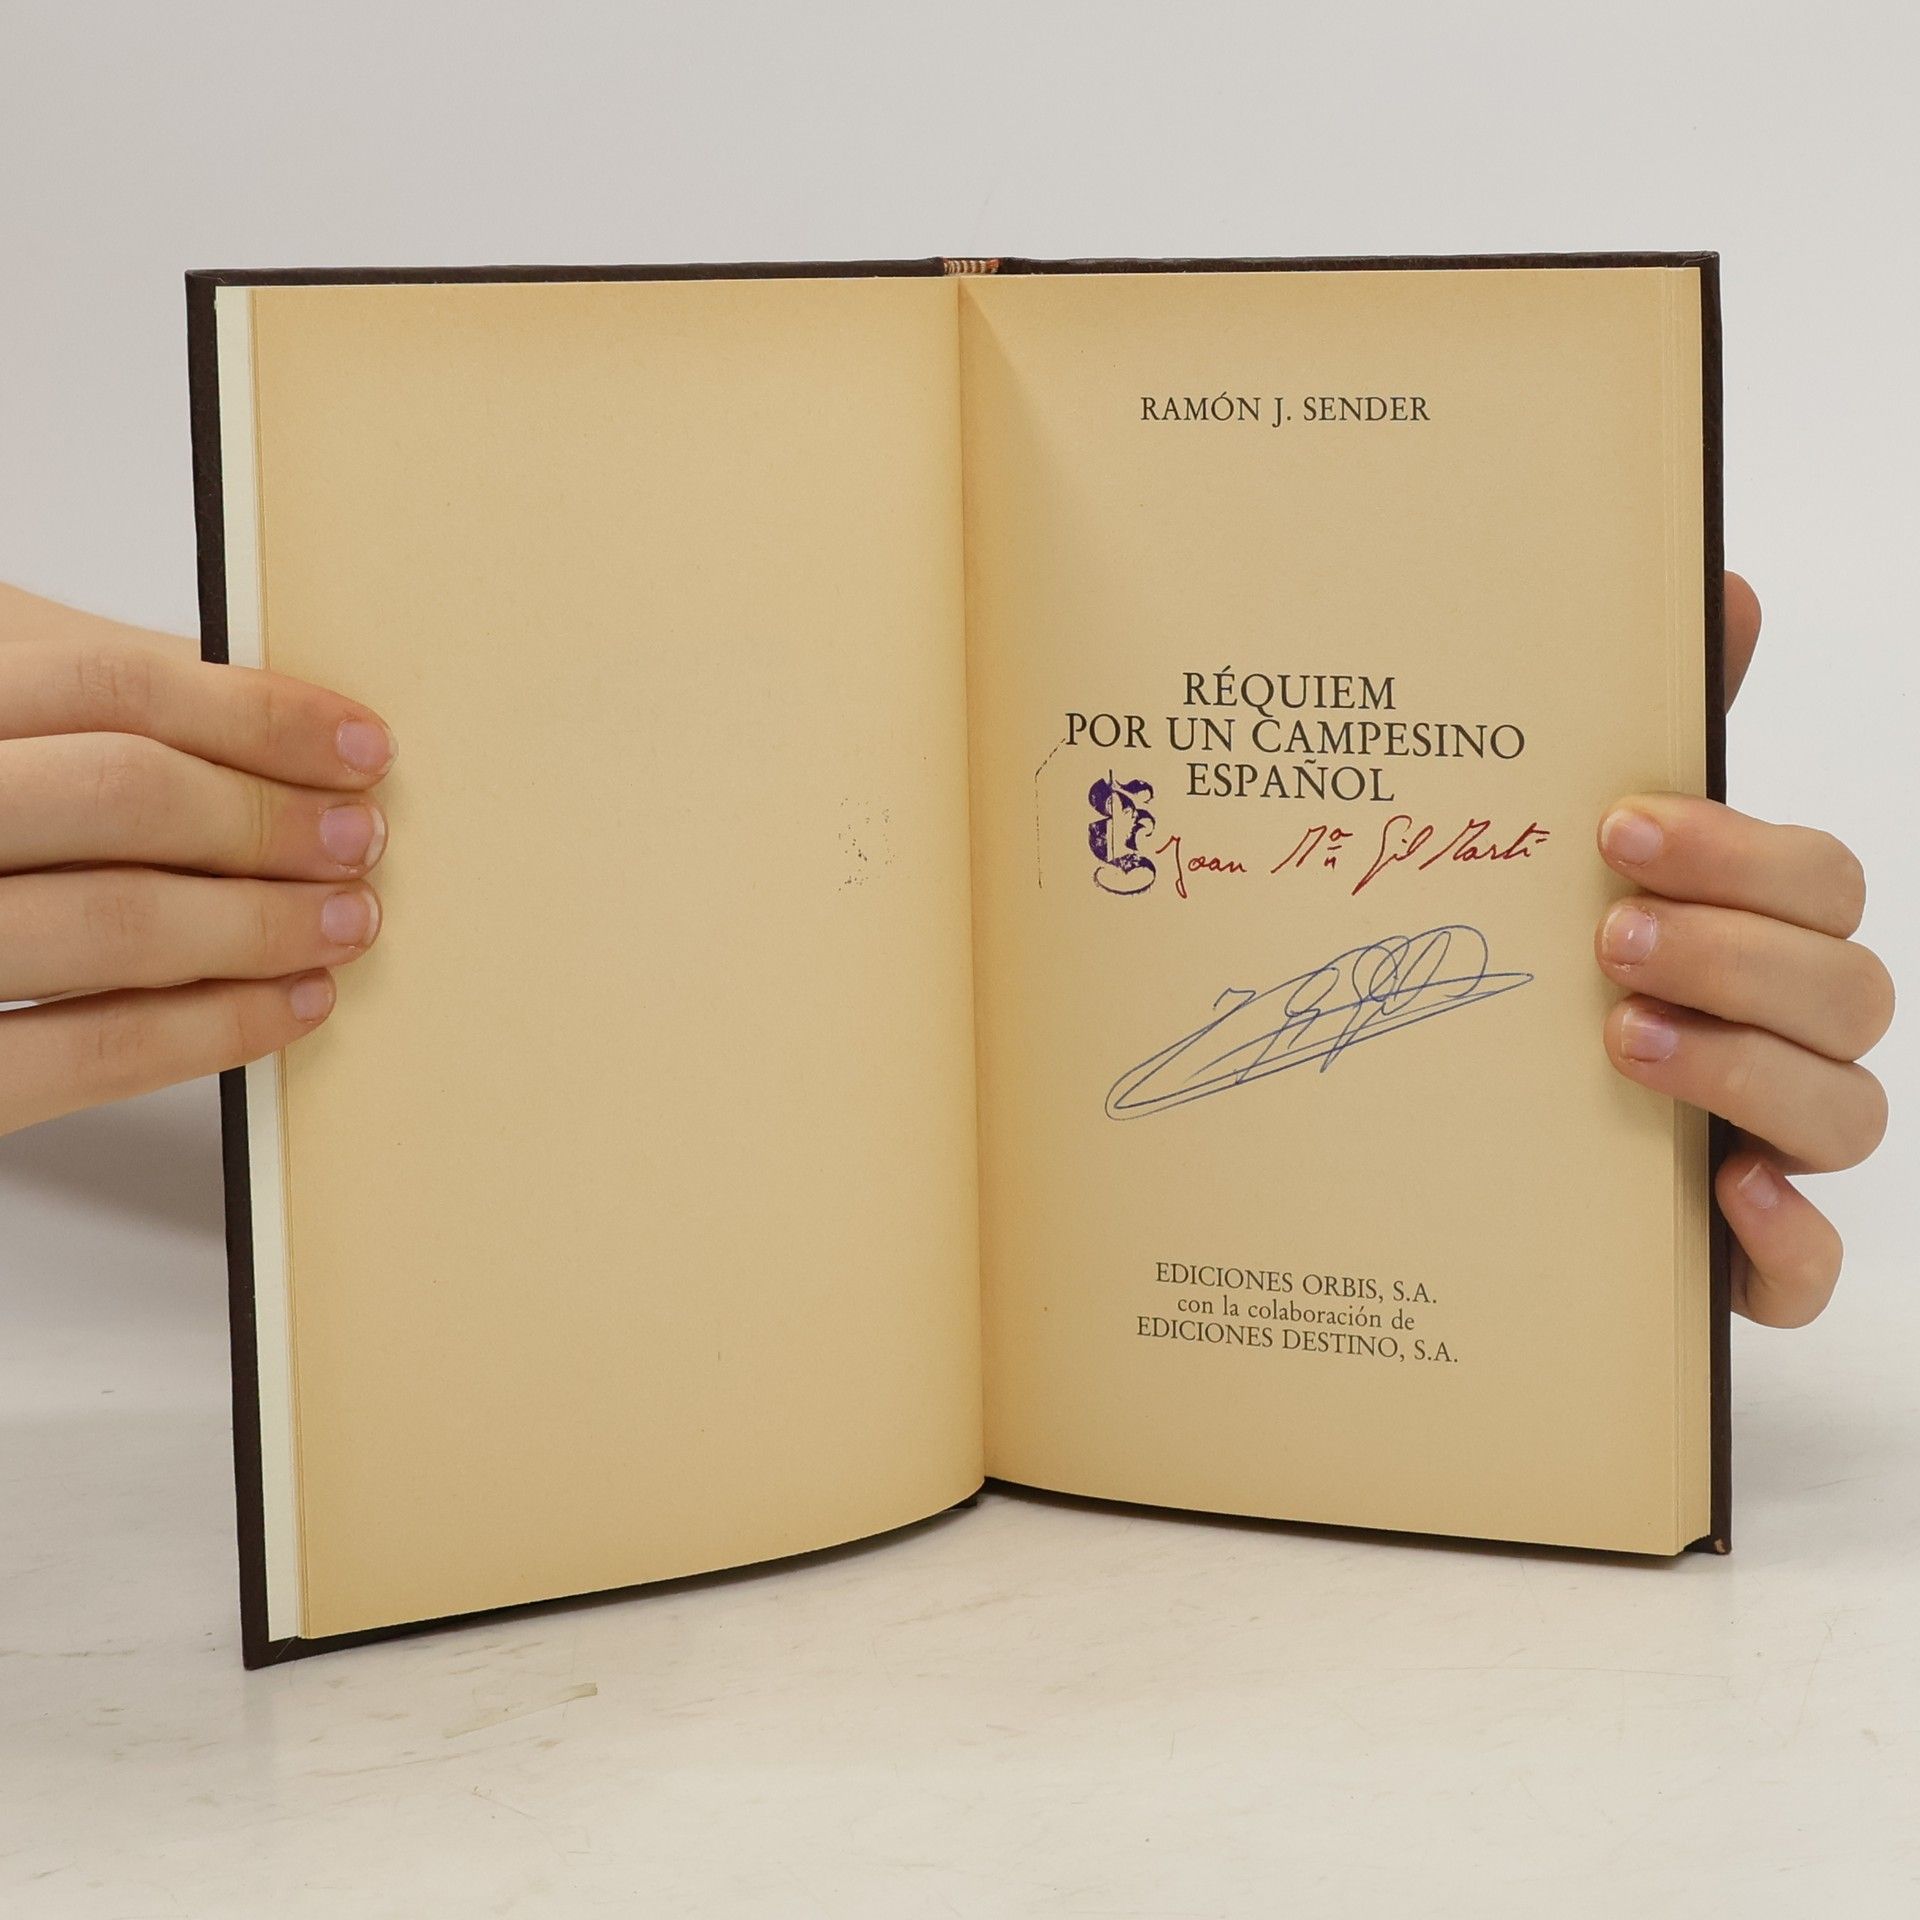 RAMÓN J. SENDER
RÉQUIEM
POR UN CAMPESINO
ESPAÑOL
Joan Mª Gil Martí
EDICIONES ORBIS, S.A.
con la colaboración de
EDICIONES DESTINO, S.A.